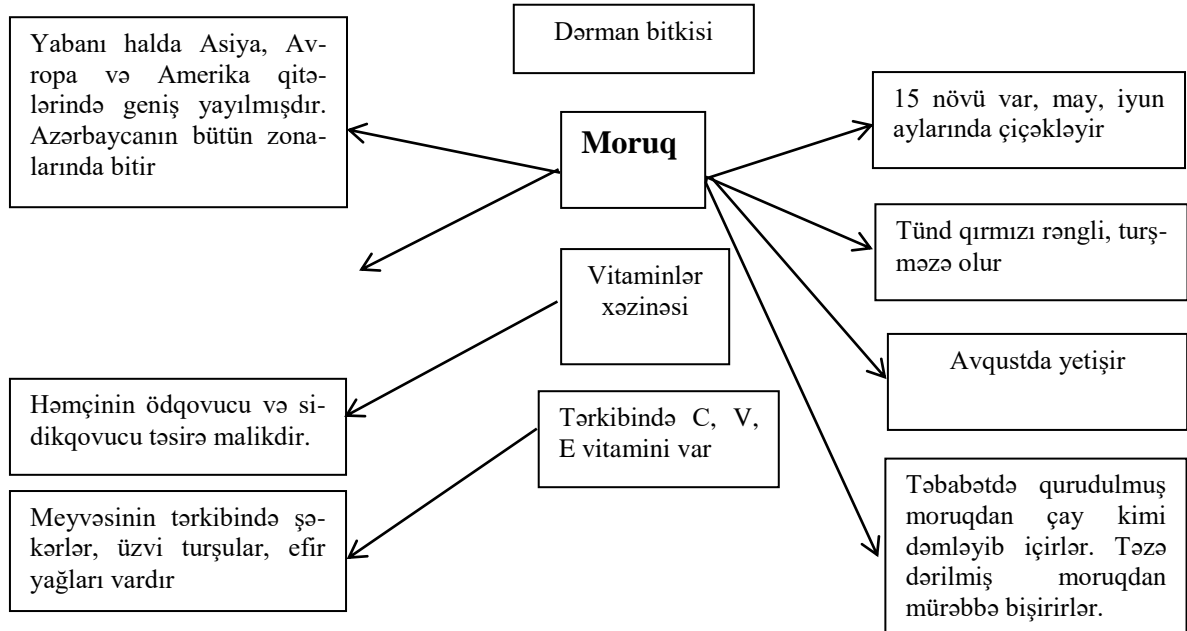 Dərman bitkisi
Yabanı halda Asiya, Av-
ropa və Amerika qitə-
lərində geniş yayılmışdır.
Azərbaycanın bütün zona-
larında bitir
Moruq
15 növü var, may, iyun
aylarında çiçəkləyir
Tünd qırmızı rəngli, turş-
məzə olur
Vitaminlər
xəzinəsi
Avqustda yetişir
Həmçinin ödqovucu və si-
dikqovucu təsirə malikdir.
Tərkibində C, V,
E vitamini var
Meyvəsinin tərkibində şə-
kərlər, üzvi turşular, efir
yağları vardır
Təbabətdə qurudulmuş
moruqdan çay kimi
dəmləyib içirlər. Təzə
dərilmiş moruqdan
mürəbbə bişirirlər.